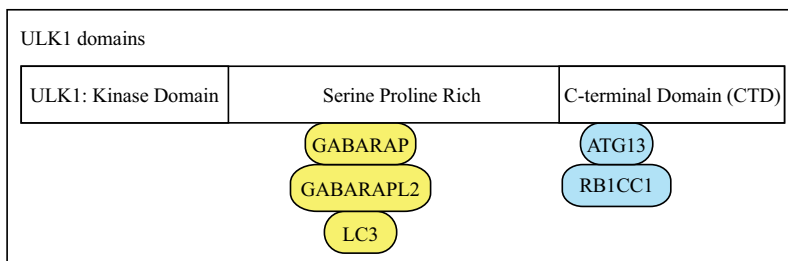 ULK1 domains
ULK1: Kinase Domain Serine Proline Rich C-terminal Domain (CTD)
GABARAP ATG13
GABARAPL2 RB1CC1
LC3